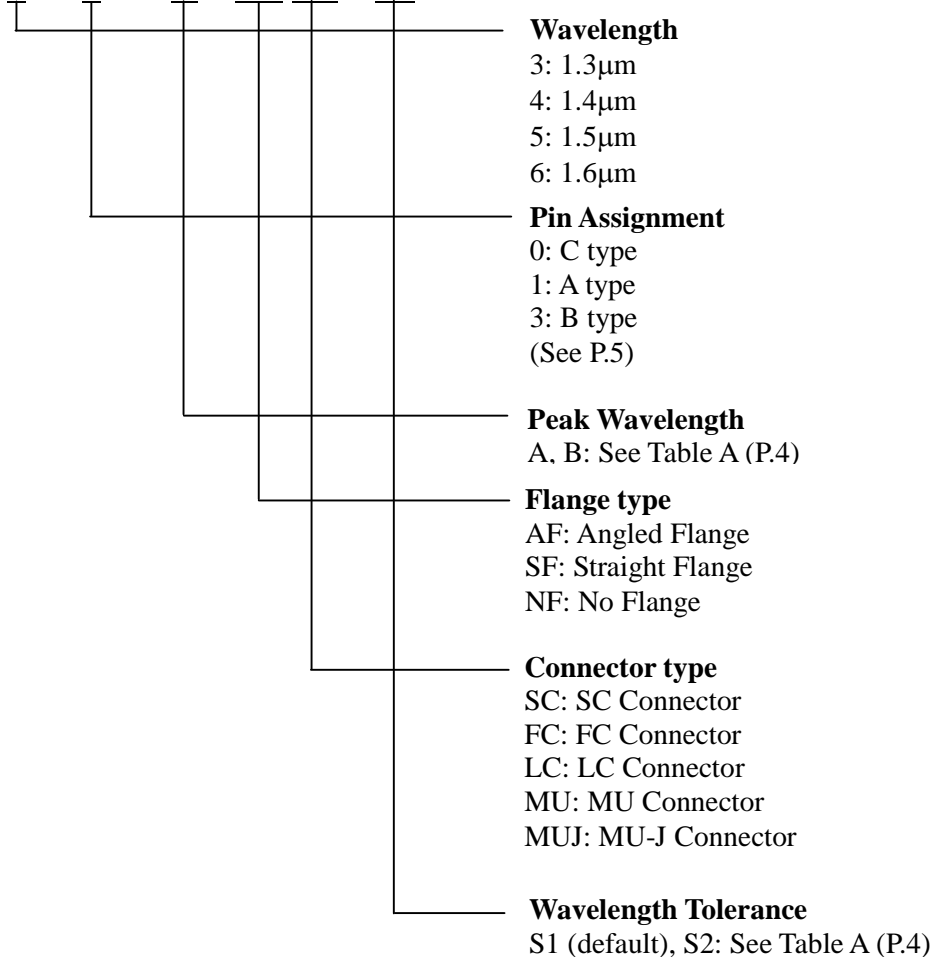 Wavelength
3: 1.3μm
4: 1.4μm
5: 1.5μm
6: 1.6μm
Pin Assignment
0: C type
1: A type
3: B type
(See P.5)
Peak Wavelength
A, B: See Table A (P.4)
Flange type
AF: Angled Flange
SF: Straight Flange
NF: No Flange
Connector type
SC: SC Connector
FC: FC Connector
LC: LC Connector
MU: MU Connector
MUJ: MU-J Connector
Wavelength Tolerance
S1 (default), S2: See Table A (P.4)